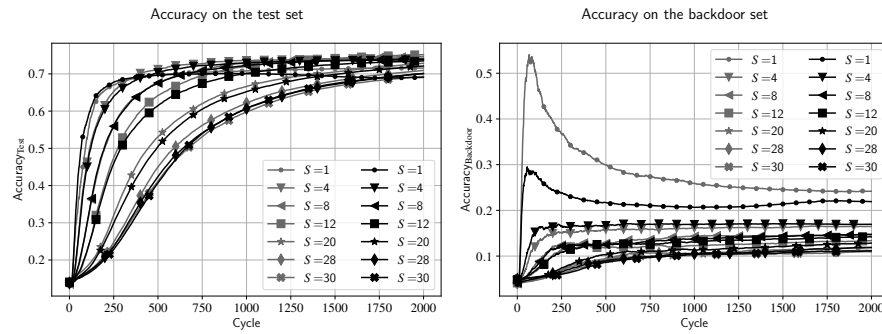 Accuracy on the test set
Accuracy_Test
0.7
0.6
0.5
0.4
0.3
0.2
S = 1
S = 4
S = 8
S = 12
S = 20
S = 28
S = 30
S = 1
S = 4
S = 8
S = 12
S = 20
S = 28
S = 30
0 250 500 750 1000 1250 1500 1750 2000
Cycle
Accuracy on the backdoor set
Accuracy_Backdoor
0.5
0.4
0.3
0.2
0.1
S = 1
S = 4
S = 8
S = 12
S = 20
S = 28
S = 30
S = 1
S = 4
S = 8
S = 12
S = 20
S = 28
S = 30
0 250 500 750 1000 1250 1500 1750 2000
Cycle